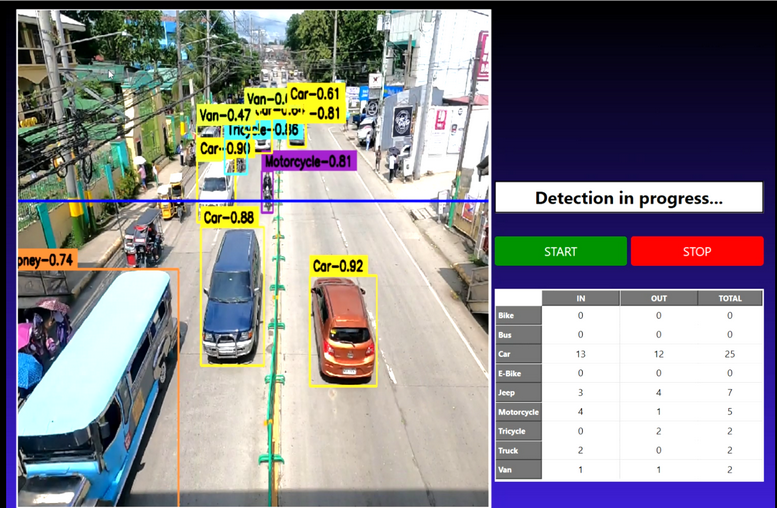 Car-0.61
Van-0.
-0.81
Van-0.47
Tricycle-0.86
Car-0.90
Motorcycle-0.81
Car-0.88
Car-0.92
pney-0.74
Detection in progress...
START STOP
IN OUT TOTAL
Bike 0 0 0
Bus 0 0 0
Car 13 12 25
E-Bike 0 0 0
Jeep 3 4 7
Motorcycle 4 1 5
Tricycle 0 2 2
Truck 2 0 2
Van 1 1 2